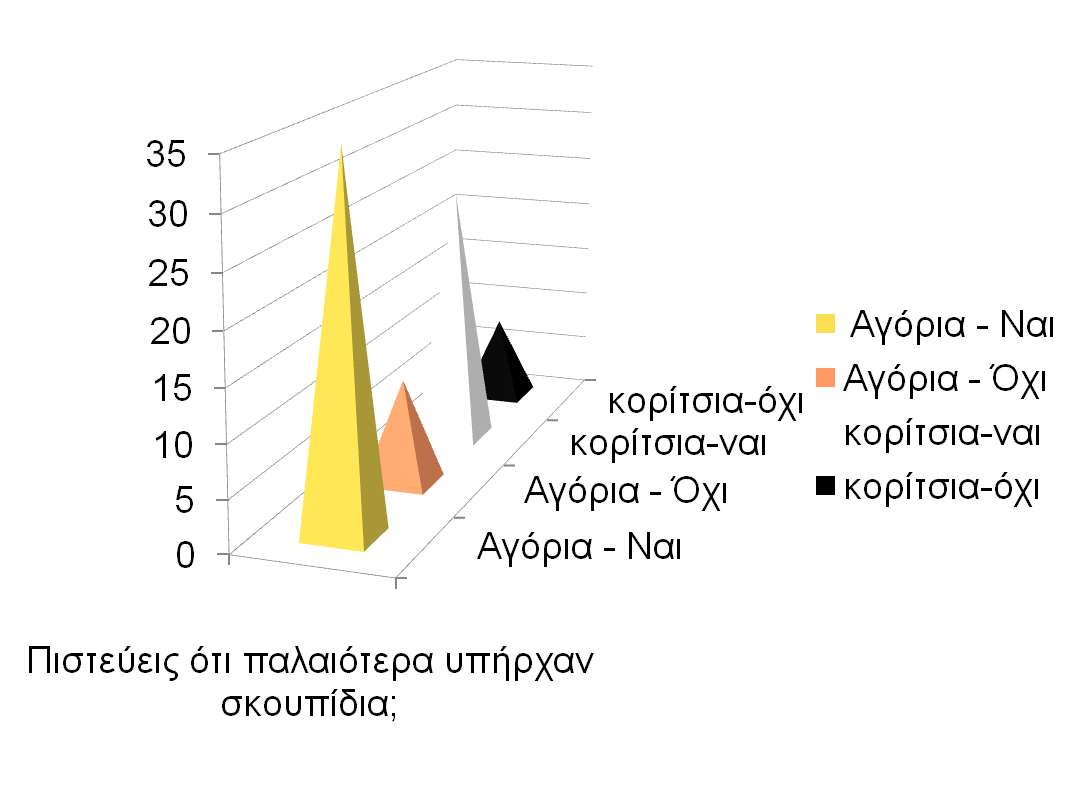 35
30
25
20
15
10
5
0
κορίτσια-όχι
κορίτσια-ναι
Αγόρια - Όχι
Αγόρια - Ναι
Αγόρια - Ναι
Αγόρια - Όχι
κορίτσια-ναι
κορίτσια-όχι
Πιστεύεις ότι παλαιότερα υπήρχαν
σκουπίδια;